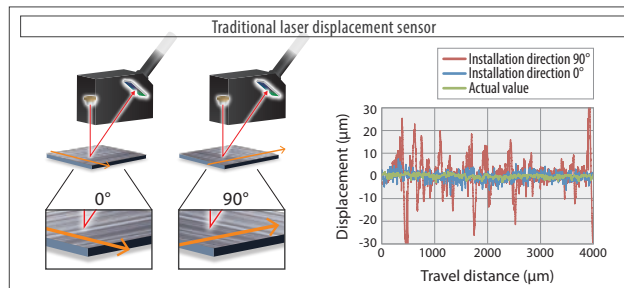 Traditional laser displacement sensor
Installation direction 90°
Installation direction 0°
Actual value
0°
90°
Displacement (μm)
30
20
10
0
-10
-20
-30
0
1000
2000
3000
4000
Travel distance (μm)